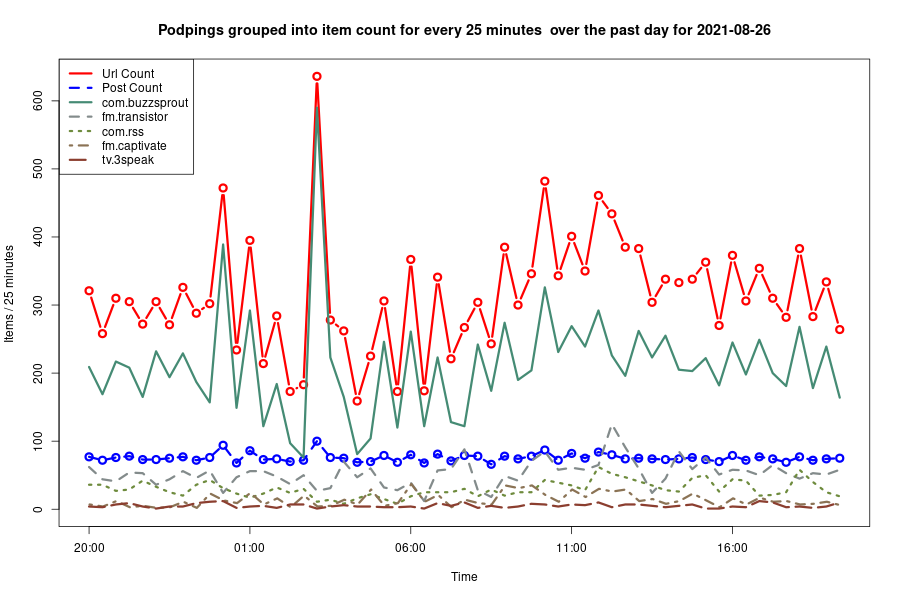 Podpings grouped into item count for every 25 minutes  over the past day for 2021-08-26
Url Count
Post Count
com.buzzsprout
fm.transistor
com.rss
fm.captivate
tv.3speak
Items / 25 minutes
600
500
400
300
200
100
0
20:00 01:00 06:00 11:00 16:00
Time